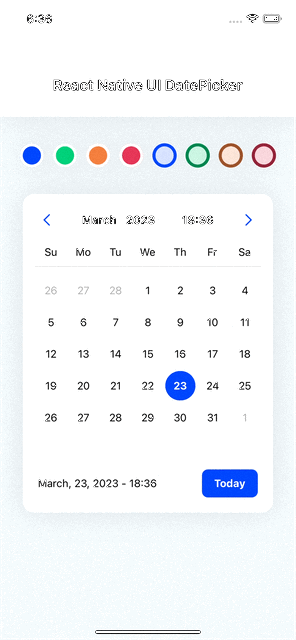 6:36
React Native UI DatePicker
March 2023 18:36
Su Mo Tu We Th Fr Sa
26 27 28 1 2 3 4
5 6 7 8 9 10 11
12 13 14 15 16 17 18
19 20 21 22 23 24 25
26 27 28 29 30 31 1
March, 23, 2023 - 18:36
Today